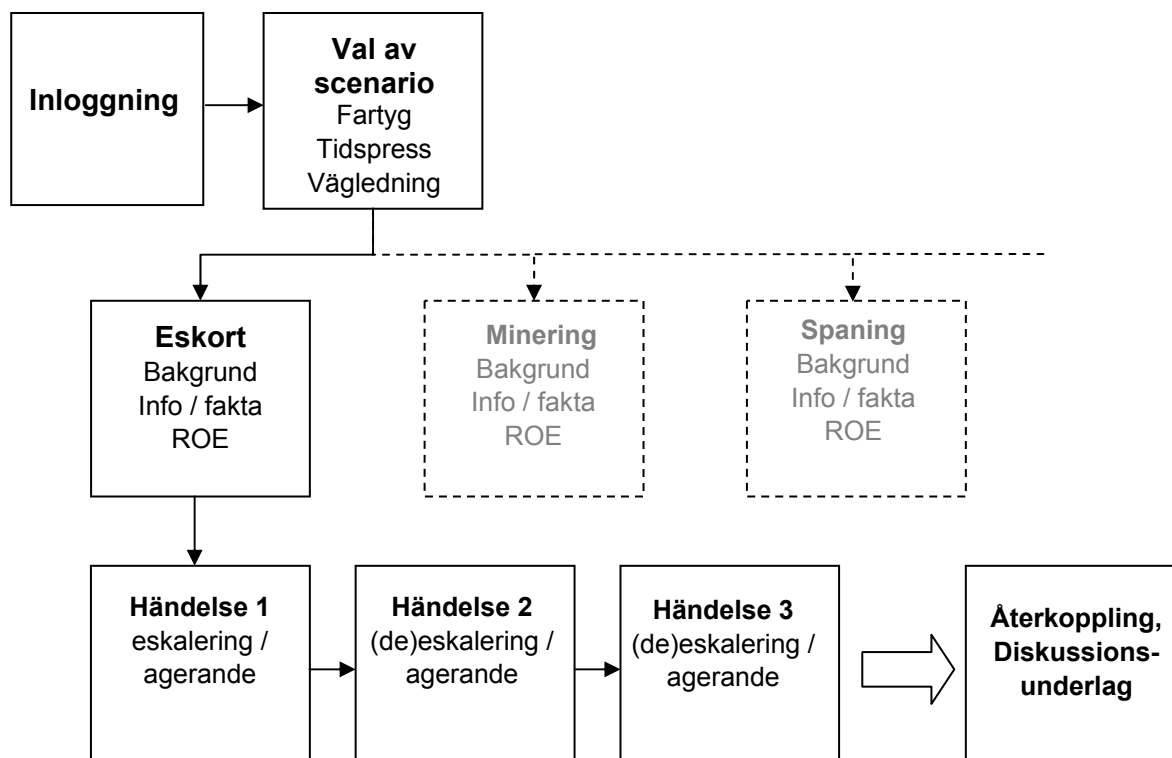 Inloggning
Val av
scenario
Fartyg
Tidspress
Vägledning
Eskort
Bakgrund
Info / fakta
ROE
Minering
Bakgrund
Info / fakta
ROE
Spaning
Bakgrund
Info / fakta
ROE
Händelse 1
eskalering /
agerande
Händelse 2
(de)eskalering /
agerande
Händelse 3
(de)eskalering /
agerande
Återkoppling,
Diskussions-
underlag